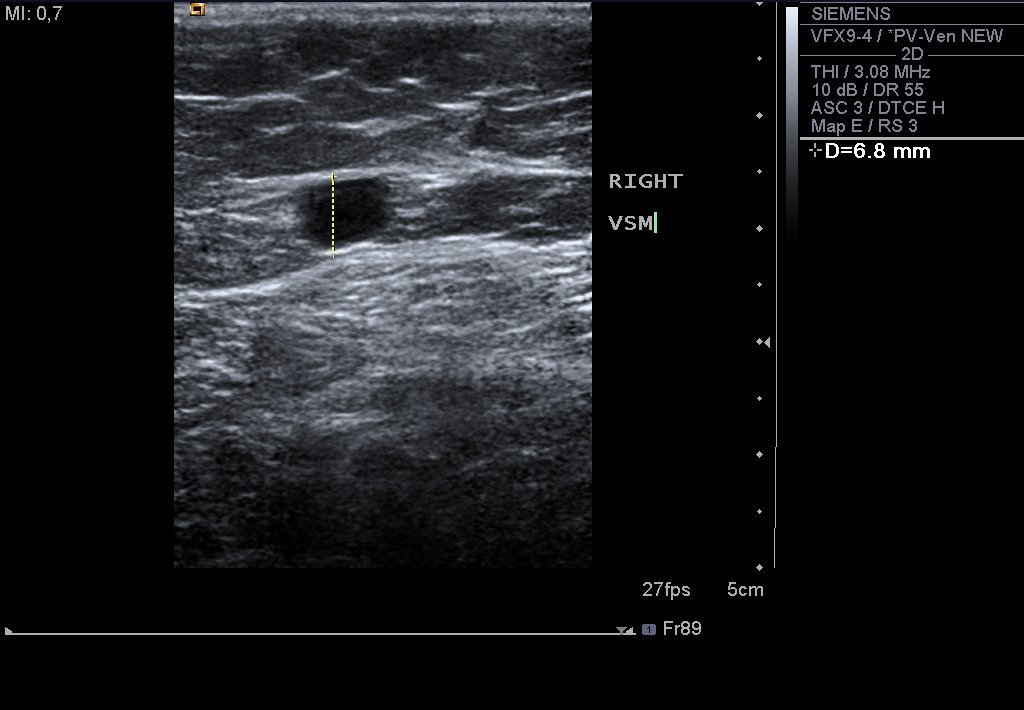 MI: 0,7
SIEMENS
VFX9-4 / *PV-Ven NEW
2D
THI / 3.08 MHz
10 dB / DR 55
ASC 3 / DTCE H
Map E / RS 3
D=6.8 mm
RIGHT
VSM
27fps 5cm
1 Fr89